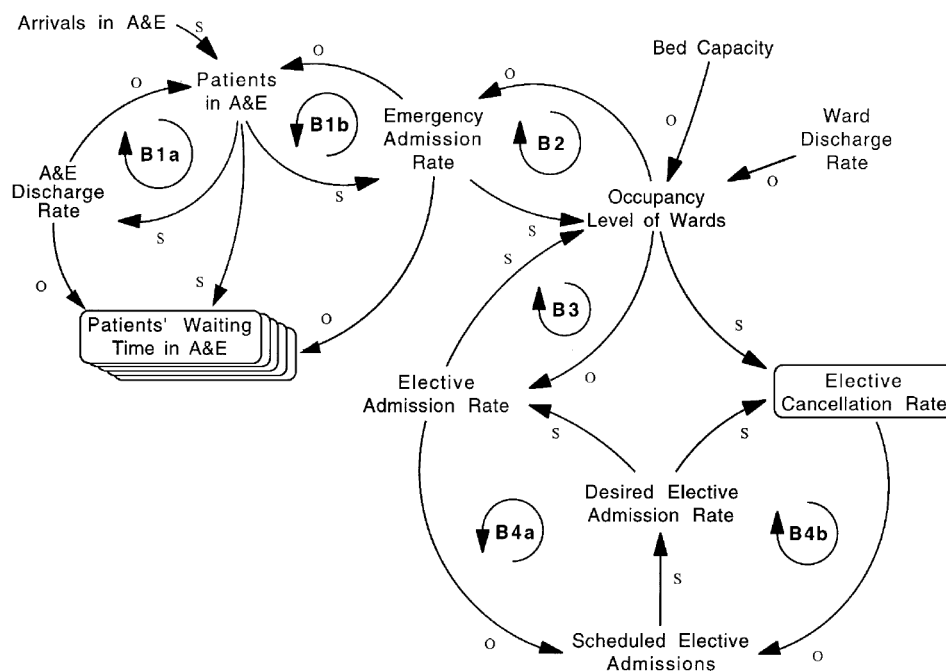 Arrivals in A&E
S
Bed Capacity
O
O
O
Patients
in A&E
B1b
Emergency
Admission
Rate
B2
Ward
Discharge
Rate
O
B1a
O
A&E
Discharge
Rate
S
S
S
Occupancy
Level of Wards
S
S
O
B3
Patients' Waiting
Time in A&E
O
S
O
Elective
Admission Rate
Elective
Cancellation Rate
S
S
Desired Elective
Admission Rate
B4a
B4b
S
O
Scheduled Elective
Admissions
O